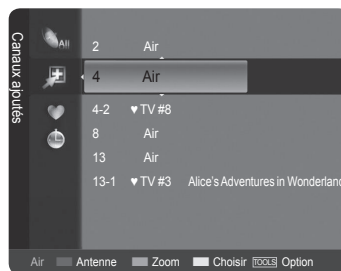 Canaux ajoutés
All
2 Air
4 Air
4-2 ♥ TV #8
8 Air
13 Air
13-1 ♥ TV #3 Alice's Adventures in Wonderland
Air Antenne Zoom Choisir TOOLS Option